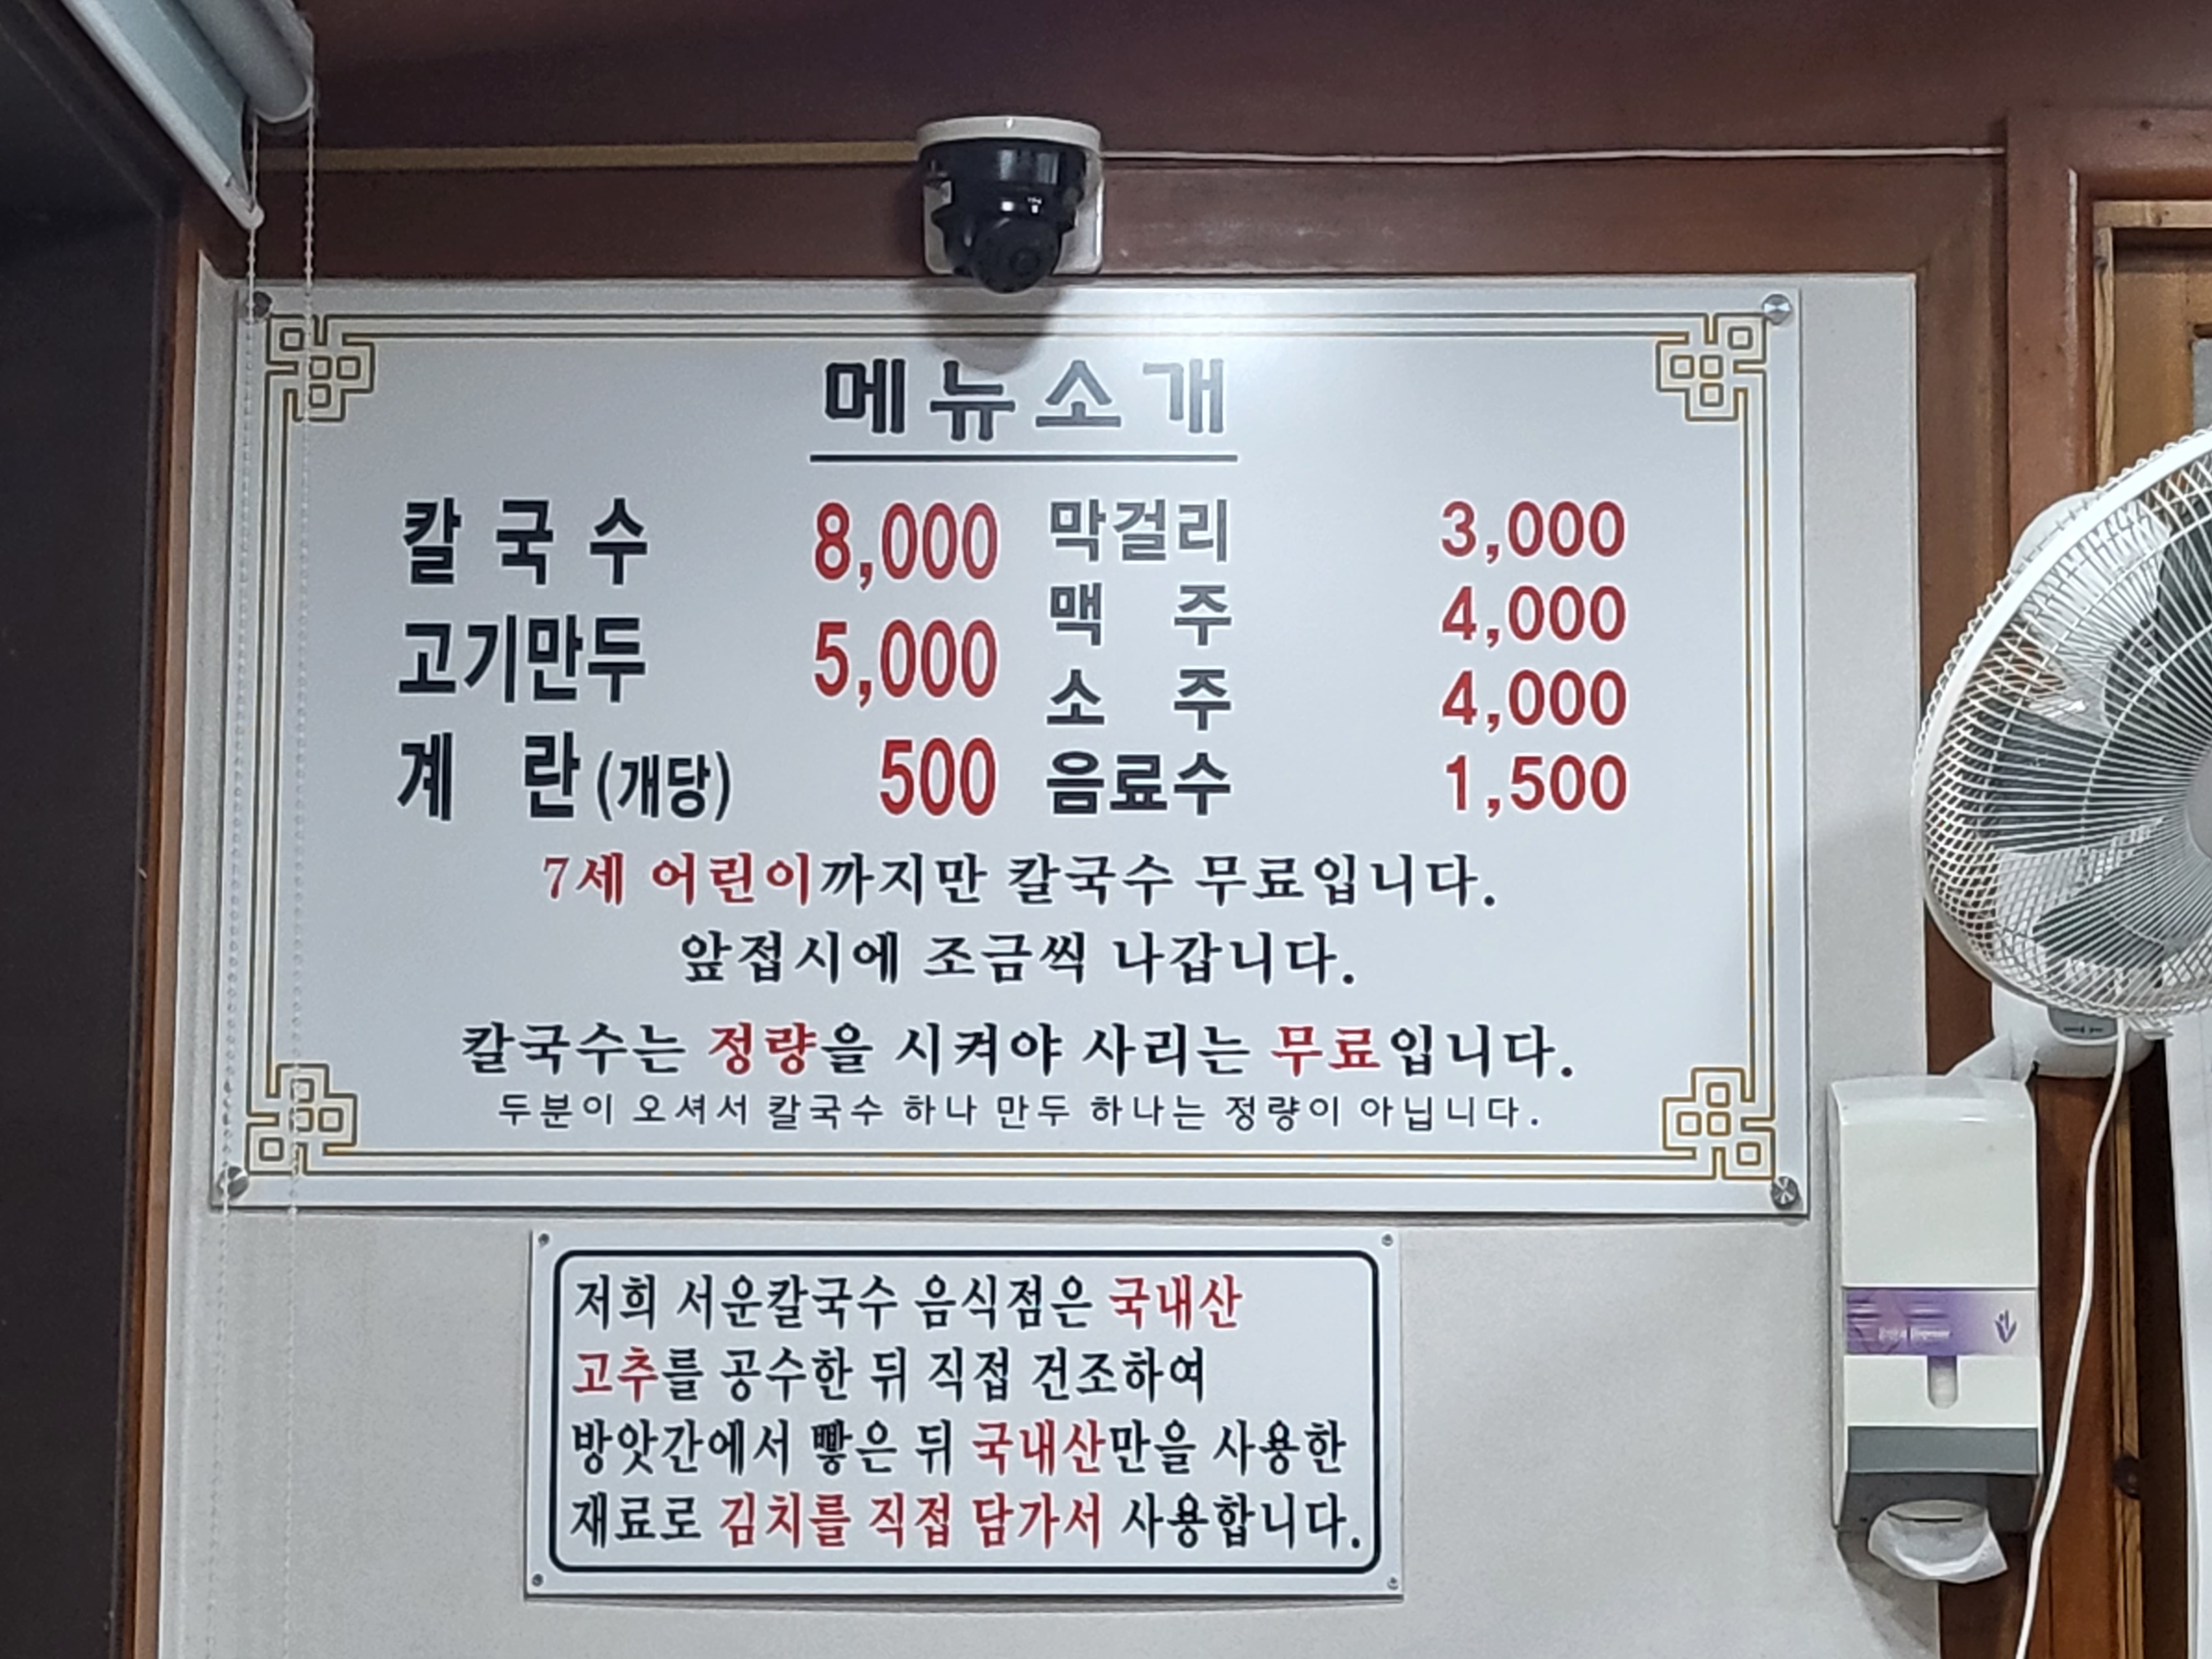 메뉴소개
칼국수 8,000
고기만두 5,000
계란(개당) 500
막걸리 3,000
맥주 4,000
소주 4,000
음료수 1,500
7세 어린이까지만 칼국수 무료입니다.
앞접시에 조금씩 나갑니다.
칼국수는 정량을 시켜야 사리는 무료입니다.
두분이 오셔서 칼국수 하나 만두 하나는 정량이 아닙니다.
저희 서운칼국수 음식점은 국내산
고추를 공수한 뒤 직접 건조하여
방앗간에서 빻은 뒤 국내산만을 사용한
재료로 김치를 직접 담가서 사용합니다.